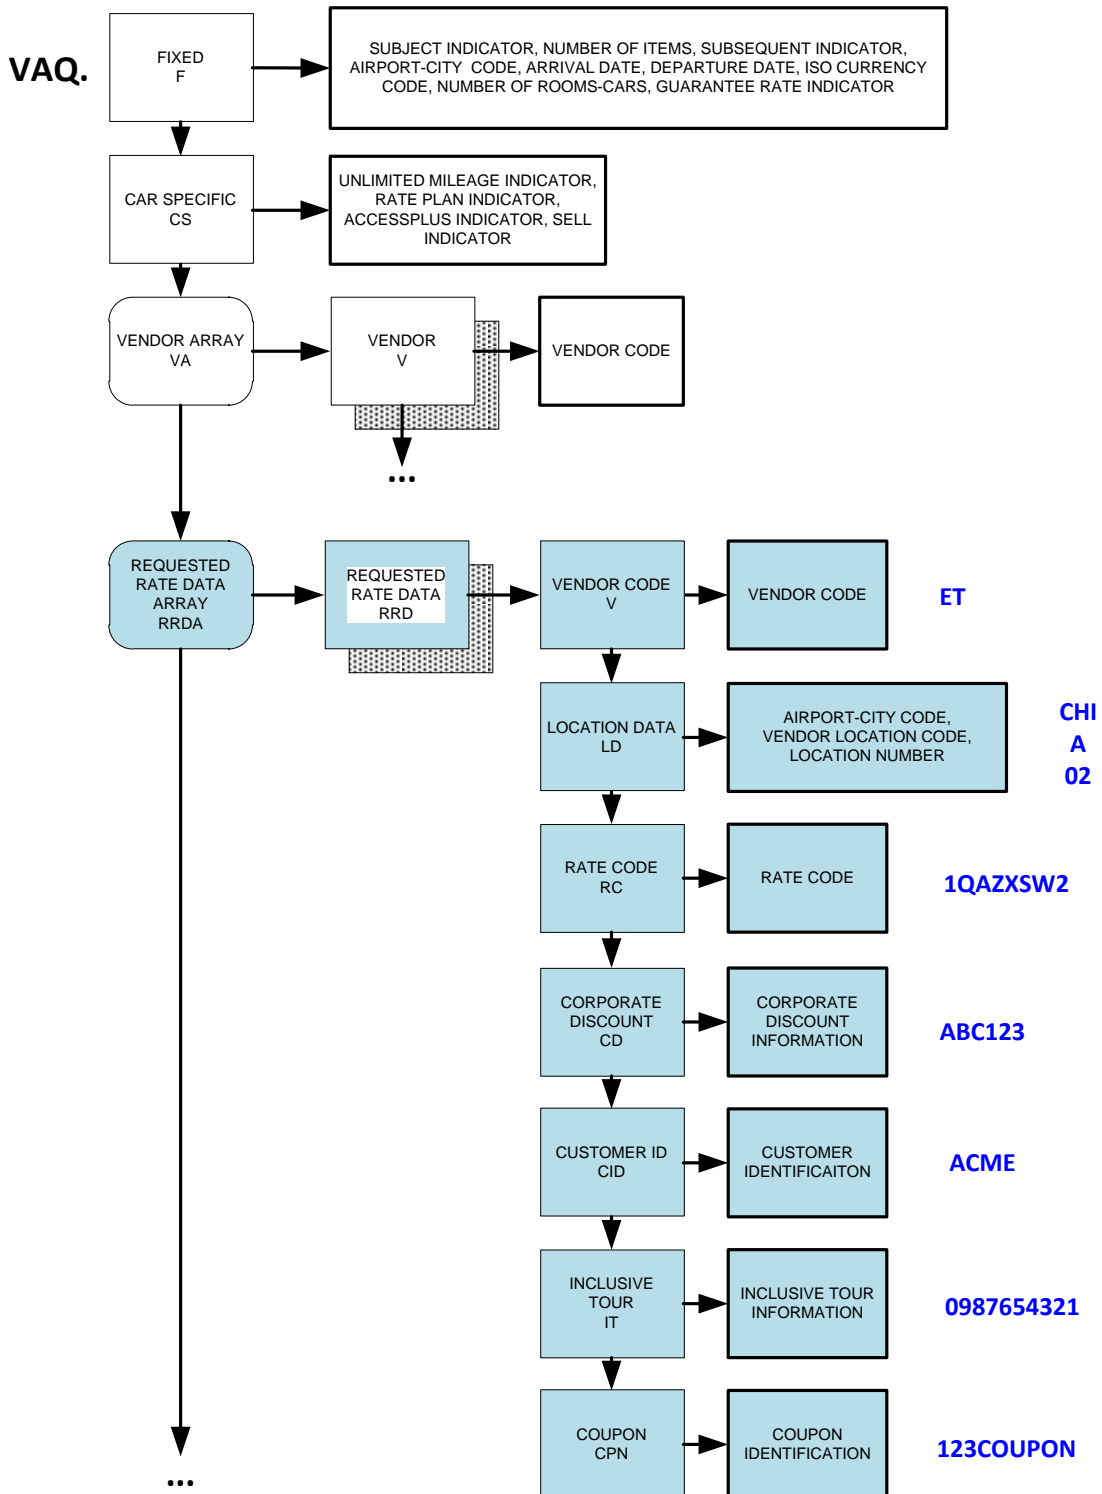 VAQ.
FIXED
F
SUBJECT INDICATOR, NUMBER OF ITEMS, SUBSEQUENT INDICATOR,
AIRPORT-CITY CODE, ARRIVAL DATE, DEPARTURE DATE, ISO CURRENCY
CODE, NUMBER OF ROOMS-CARS, GUARANTEE RATE INDICATOR
CAR SPECIFIC
CS
UNLIMITED MILEAGE INDICATOR,
RATE PLAN INDICATOR,
ACCESSPLUS INDICATOR, SELL
INDICATOR
VENDOR ARRAY
VA
VENDOR
V
VENDOR CODE
...
REQUESTED
RATE DATA
ARRAY
RRDA
REQUESTED
RATE DATA
RRD
VENDOR CODE
V
VENDOR CODE
ET
LOCATION DATA
LD
AIRPORT-CITY CODE,
VENDOR LOCATION CODE,
LOCATION NUMBER
CHI
A
02
RATE CODE
RC
RATE CODE
1QAZXSW2
CORPORATE
DISCOUNT
CD
CORPORATE
DISCOUNT
INFORMATION
ABC123
CUSTOMER ID
CID
CUSTOMER
IDENTIFICAITON
ACME
INCLUSIVE
TOUR
IT
INCLUSIVE TOUR
INFORMATION
0987654321
COUPON
CPN
COUPON
IDENTIFICATION
123COUPON
...